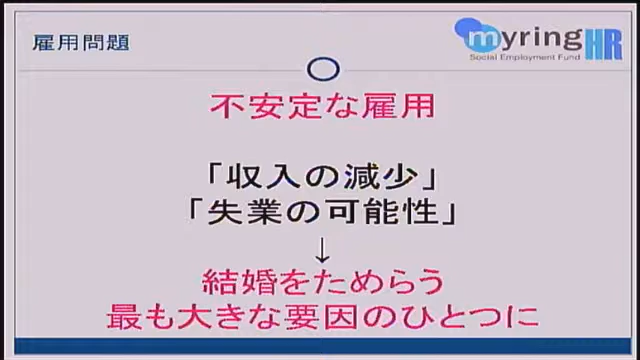 雇用問題
myring HR
Social Employment Fund
不安定な雇用
「収入の減少」
「失業の可能性」
↓
結婚をためらう
最も大きな要因のひとつに